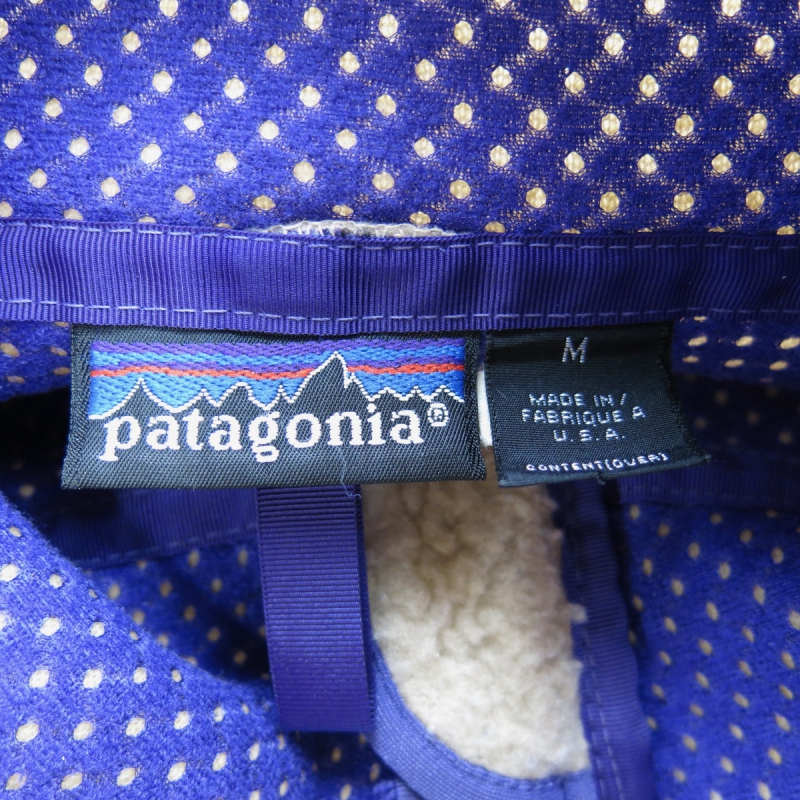 patagonia®
M
MADE IN /
FABRIQUE A
U.S.A.
CONTENT (OVER)